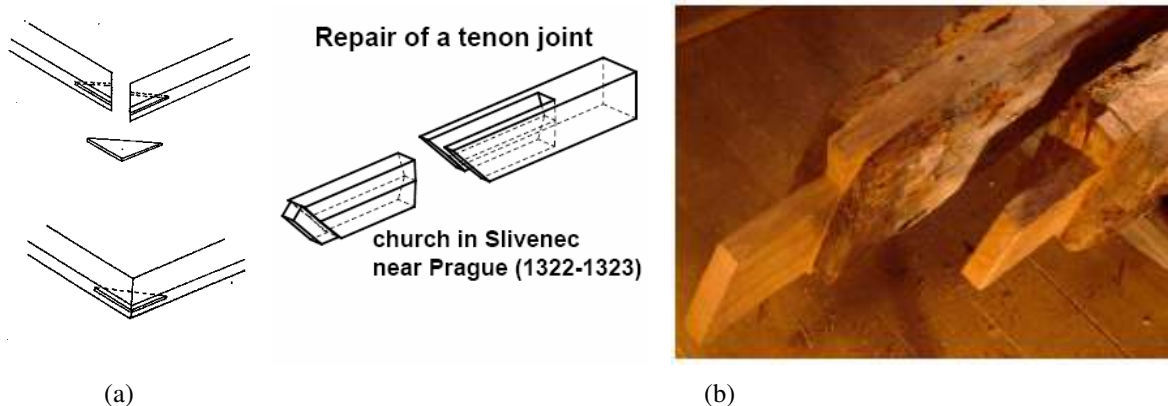 Repair of a tenon joint
church in Slivenec
near Prague (1322-1323)
(a)
(b)